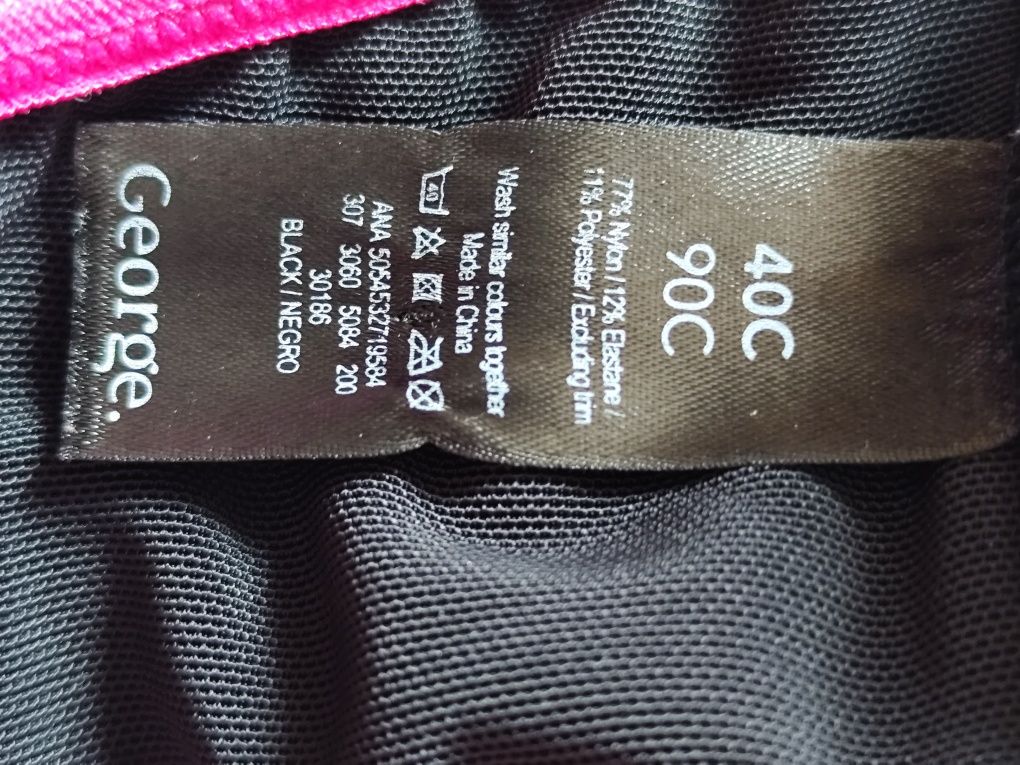 40C
90C
77% Nylon / 12% Elastane /
11% Polyester / Excluding trim
Wash similar colours together
Made in China
40
ANA 5054532719584
307 3060 / 5084 200
30186
BLACK / NEGRO
George.